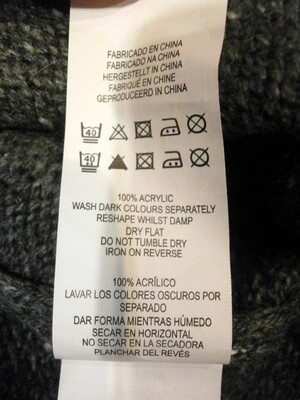 FABRICADO EN CHINA
FABRICADO NA CHINA
HERGESTELLT IN CHINA
FABRIQUÉ EN CHINE
GEPRODUCEERD IN CHINA
40
40
100% ACRYLIC
WASH DARK COLOURS SEPARATELY
RESHAPE WHILST DAMP
DRY FLAT
DO NOT TUMBLE DRY
IRON ON REVERSE
100% ACRÍLICO
LAVAR LOS COLORES OSCUROS POR
SEPARADO
DAR FORMA MIENTRAS HÚMEDO
SECAR EN HORIZONTAL
NO SECAR EN LA SECADORA
PLANCHAR DEL REVÉS